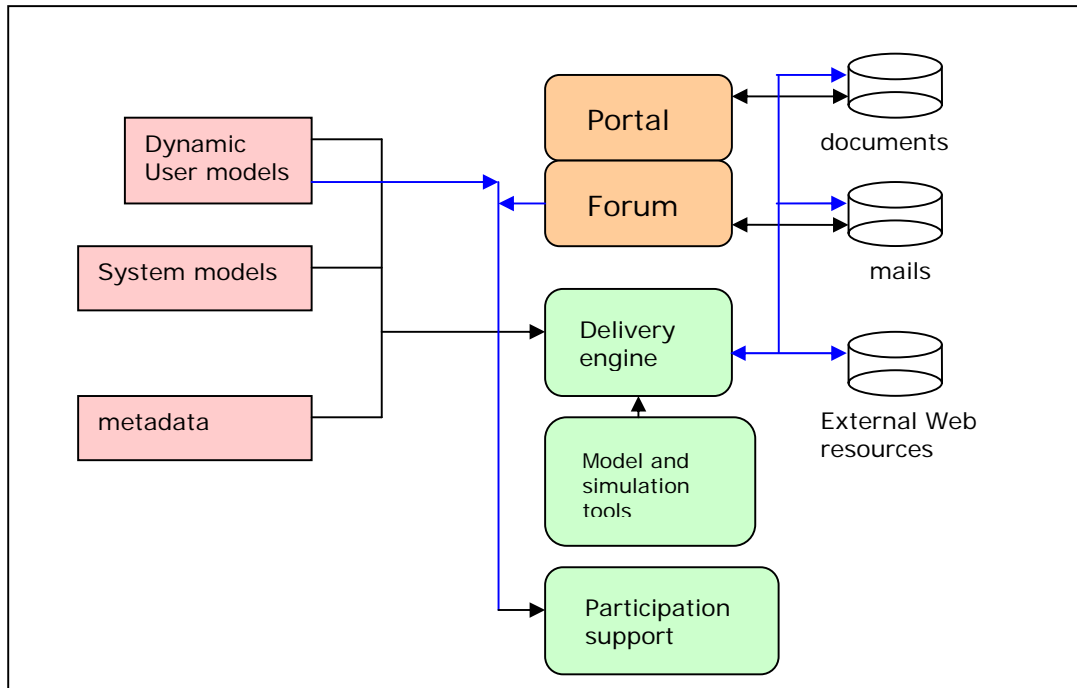 Portal
documents
Dynamic
User models
Forum
System models
mails
Delivery
engine
metadata
External Web
resources
Model and
simulation
tools
Participation
support